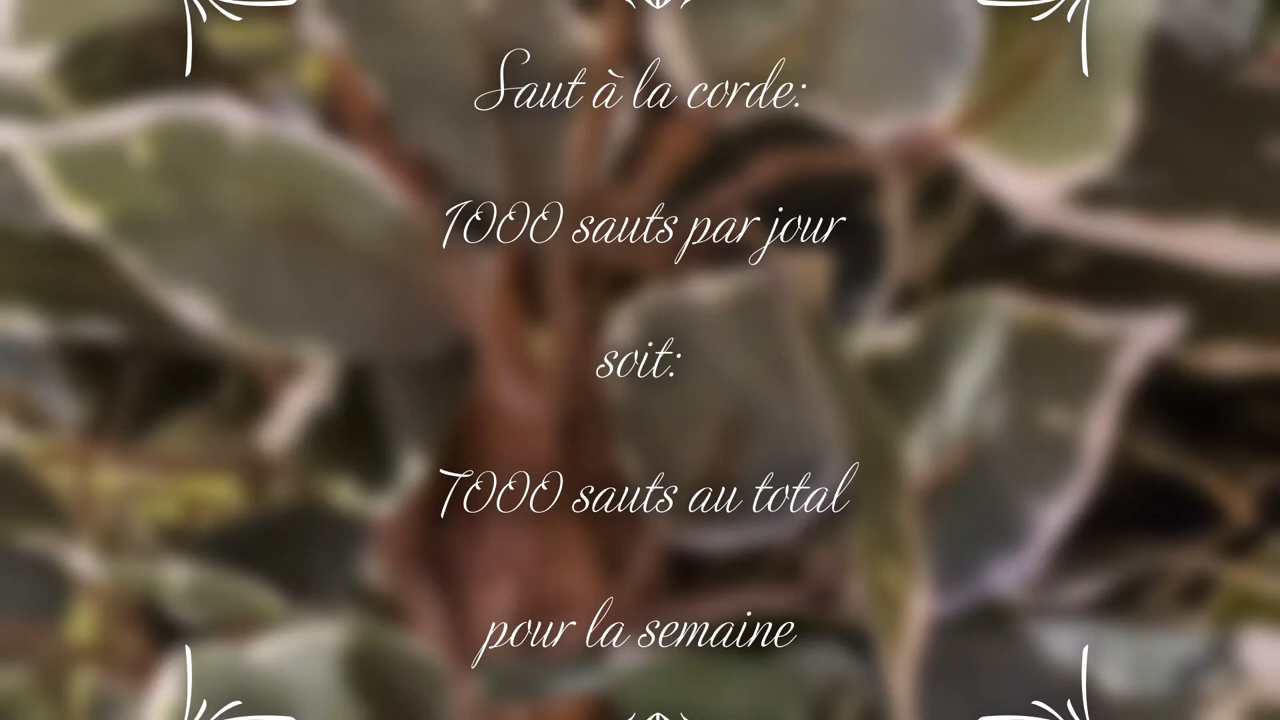 Saut à la corde:
1000 sauts par jour
soit:
7000 sauts au total
pour la semaine